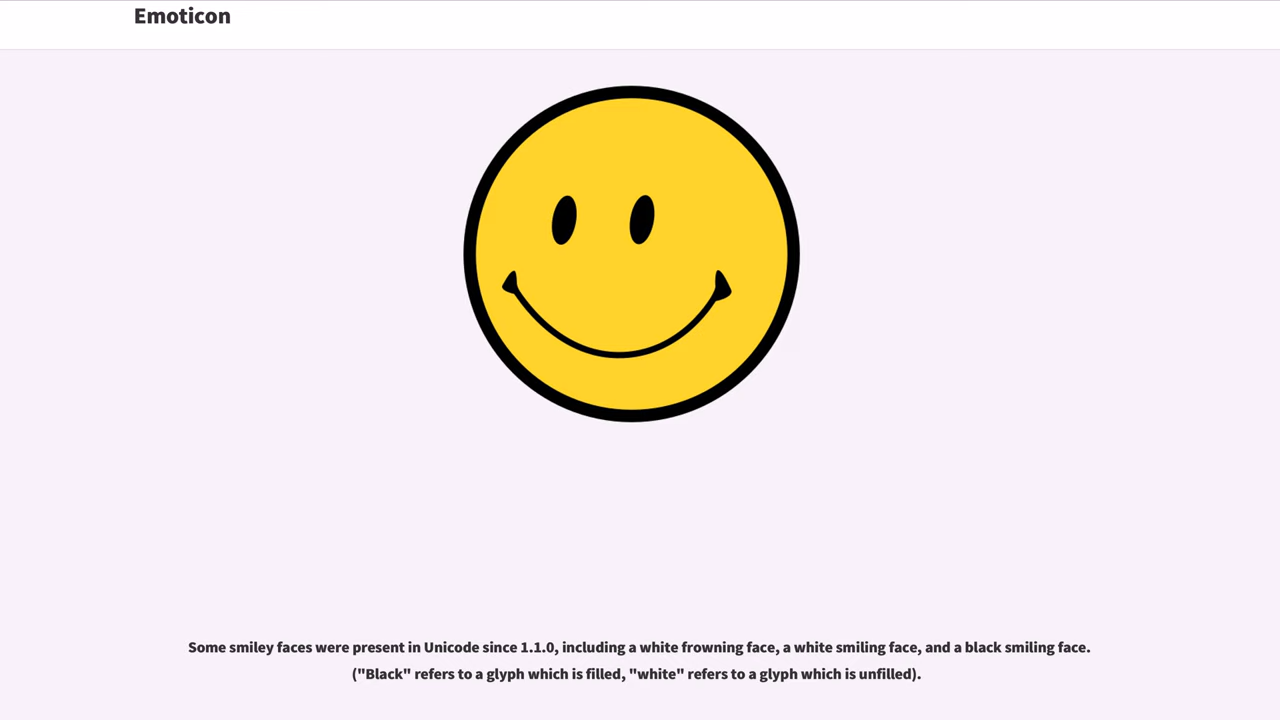 Emoticon
Some smiley faces were present in Unicode since 1.1.0, including a white frowning face, a white smiling face, and a black smiling face.
("Black" refers to a glyph which is filled, "white" refers to a glyph which is unfilled).